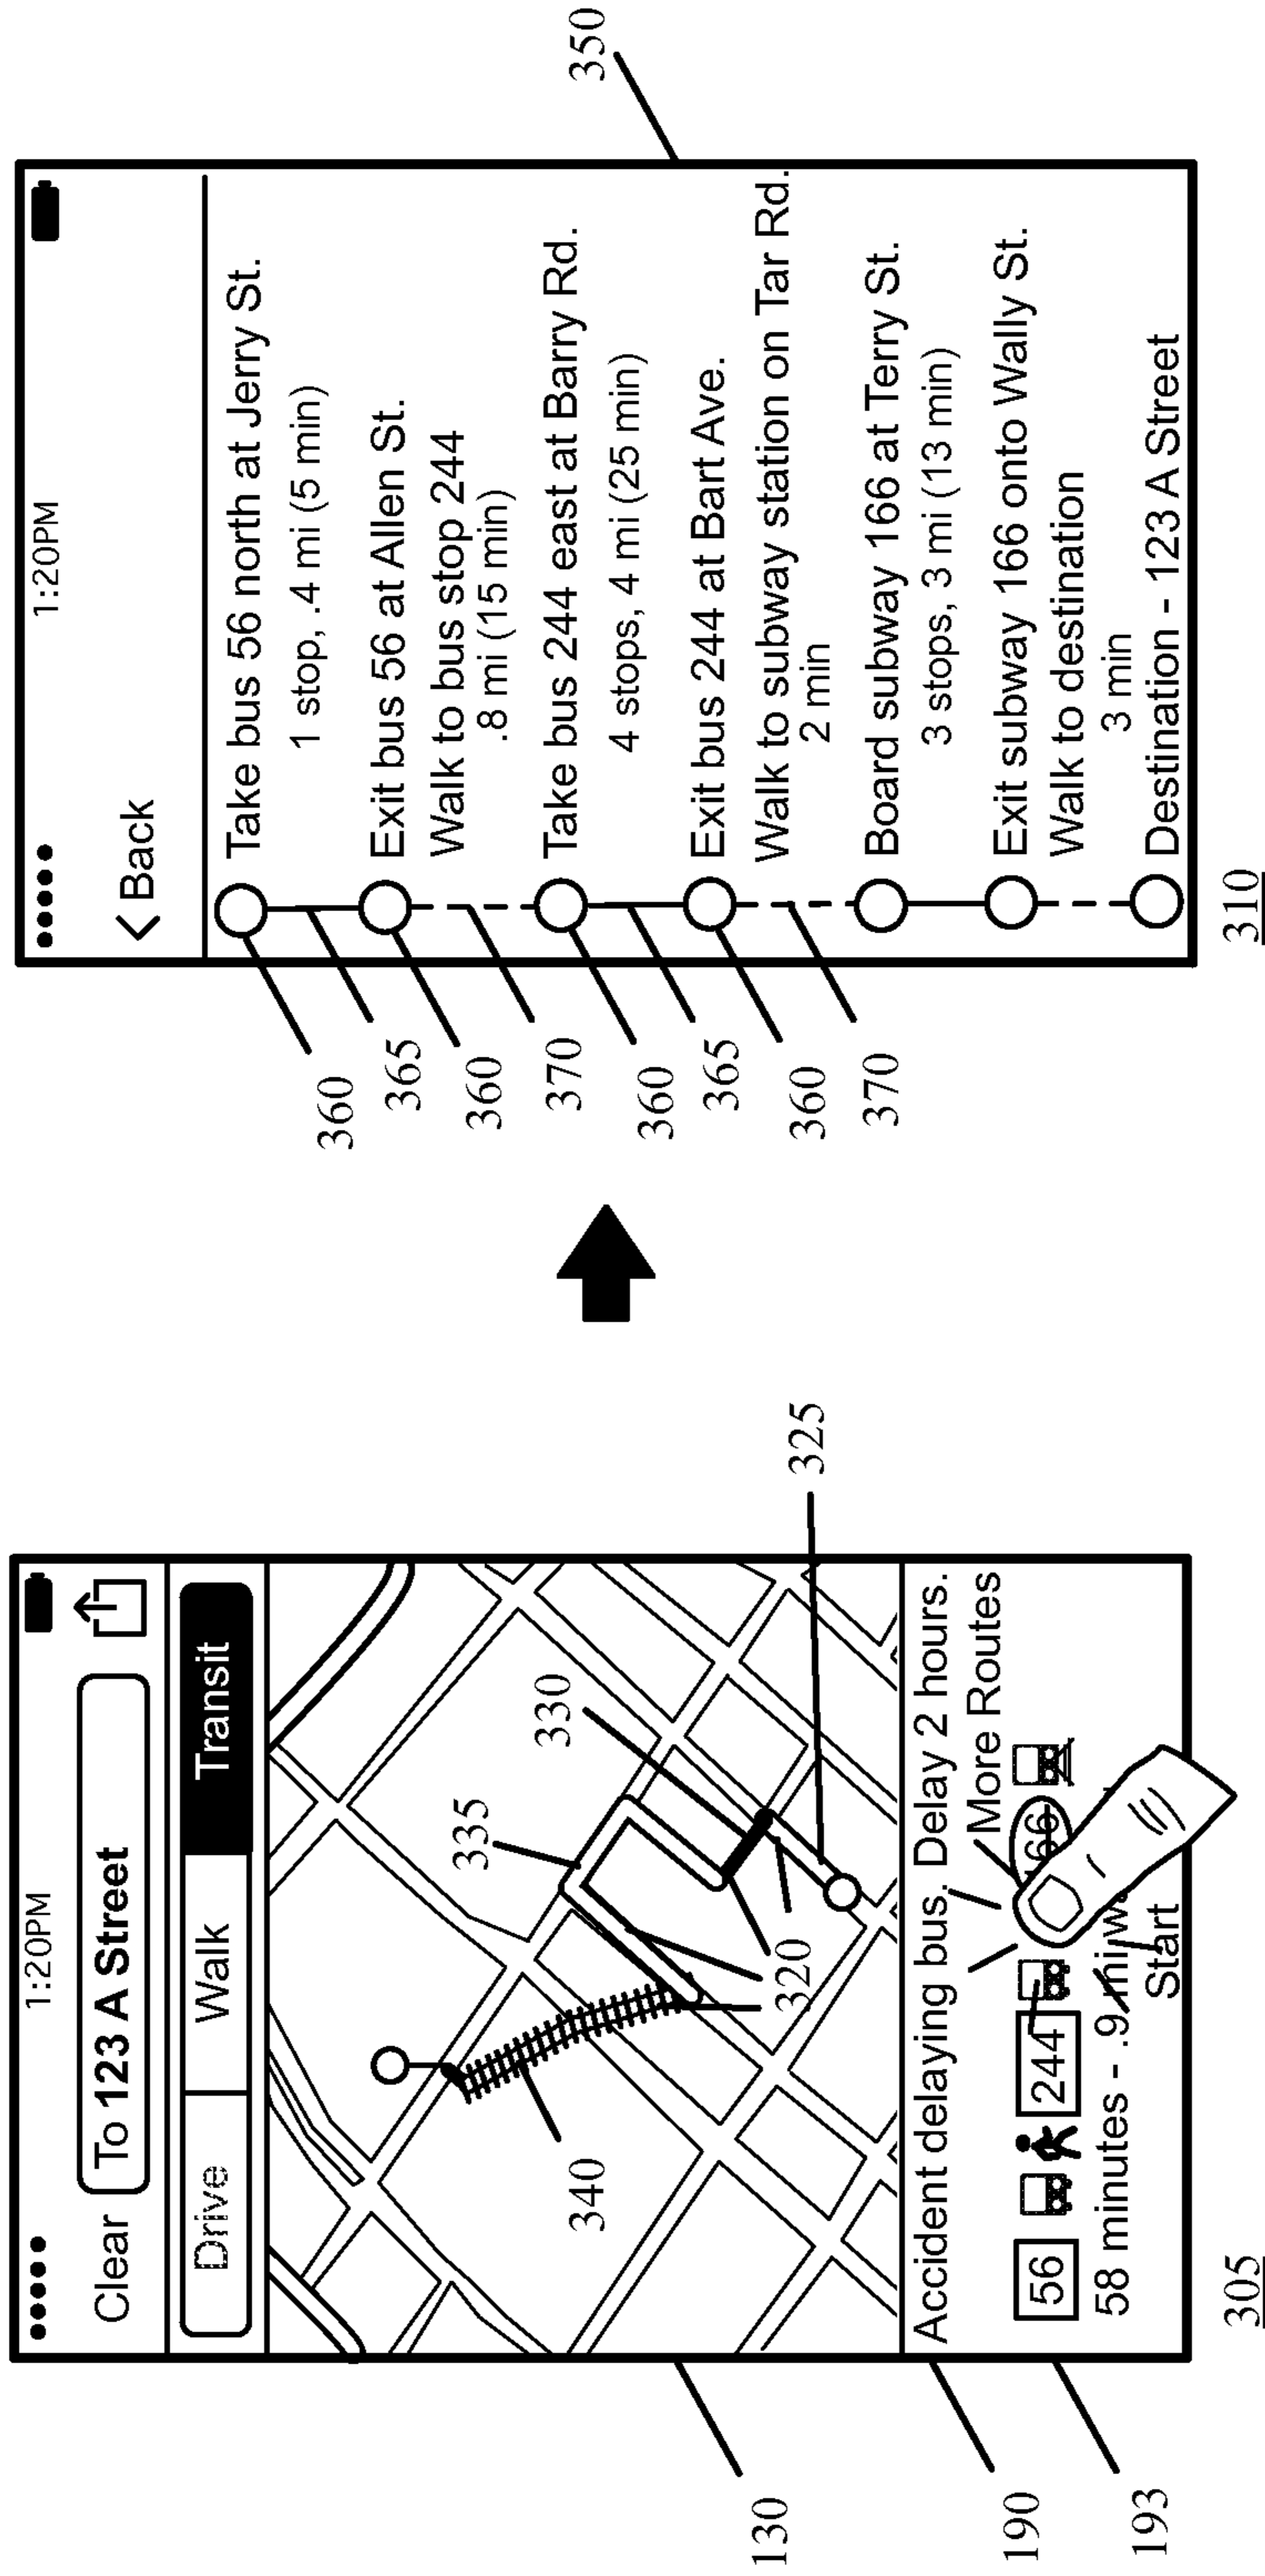 1:20PM
Clear
To 123 A Street
Drive
Walk
Transit
335
330
325
320
340
Accident delaying bus. Delay 2 hours.
More Routes
56
244
166
58 minutes - .9 mi
Start
130
190
193
305
1:20PM
Back
Take bus 56 north at Jerry St.
1 stop, .4 mi (5 min)
Exit bus 56 at Allen St.
Walk to bus stop 244
.8 mi (15 min)
Take bus 244 east at Barry Rd.
4 stops, 4 mi (25 min)
Exit bus 244 at Bart Ave.
Walk to subway station on Tar Rd.
2 min
Board subway 166 at Terry St.
3 stops, 3 mi (13 min)
Exit subway 166 onto Wally St.
Walk to destination
3 min
Destination - 123 A Street
350
360
365
360
370
360
365
360
370
310